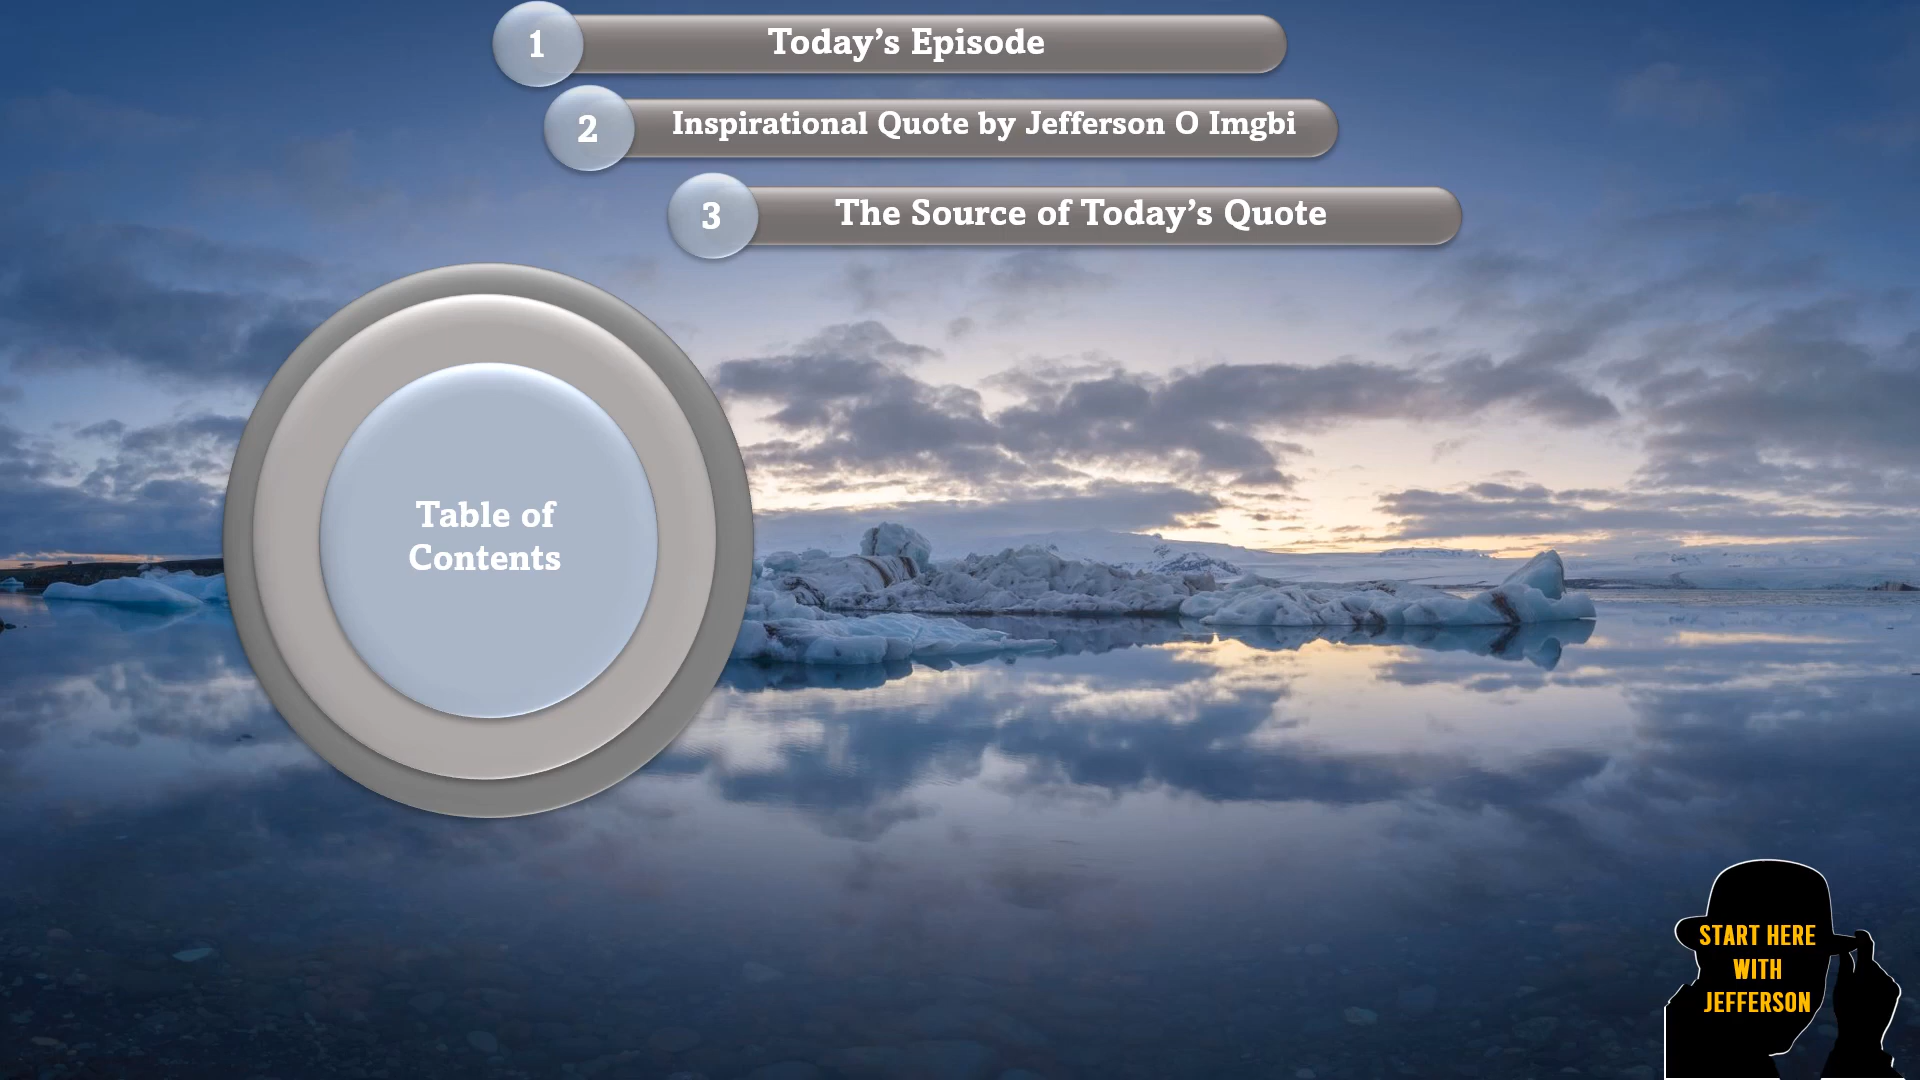 1
Today’s Episode
2
Inspirational Quote by Jefferson O Imgbi
3
The Source of Today’s Quote
Table of
Contents
START HERE
WITH
JEFFERSON